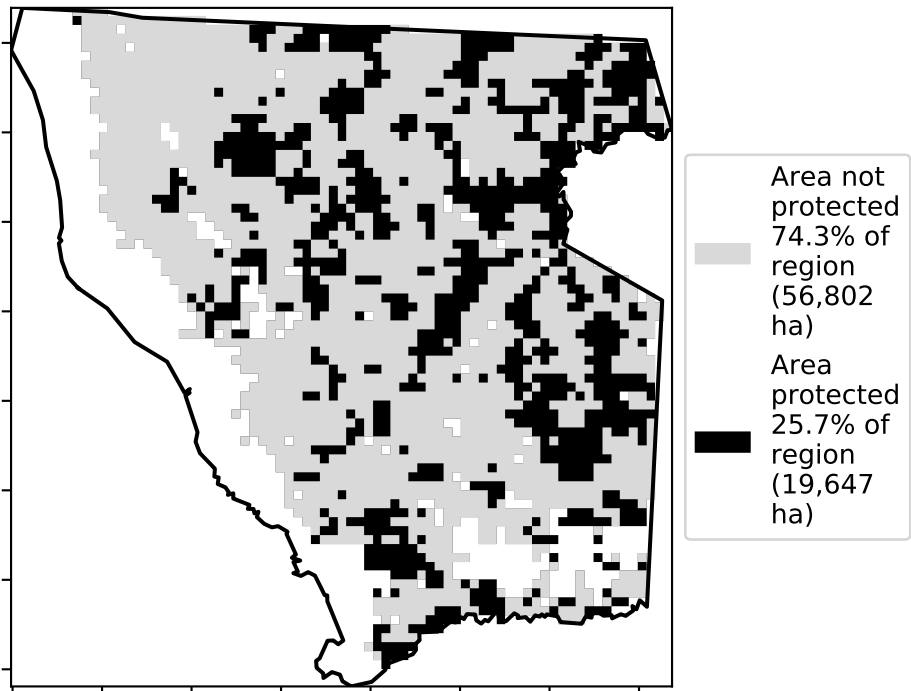 Area not
protected
74.3% of
region
(56,802
ha)
Area
protected
25.7% of
region
(19,647
ha)